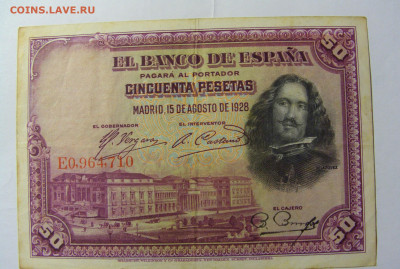 COINS.LAVE.RU
50
50
EL BANCO DE ESPAÑA
PAGARÁ AL PORTADOR
CINCUENTA PESETAS
MADRID, 15 DE AGOSTO DE 1928
EL GOBERNADOR
EL INTERVENTOR
E0,964,710
EL CAJERO
50
50